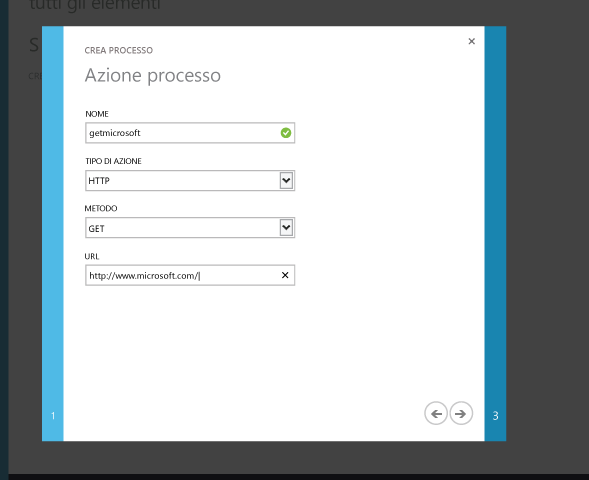 tutti gli elementi
S
CRE
CREA PROCESSO
Azione processo
NOME
getmicrosoft
TIPO DI AZIONE
HTTP
METODO
GET
URL
http://www.microsoft.com/
1
3